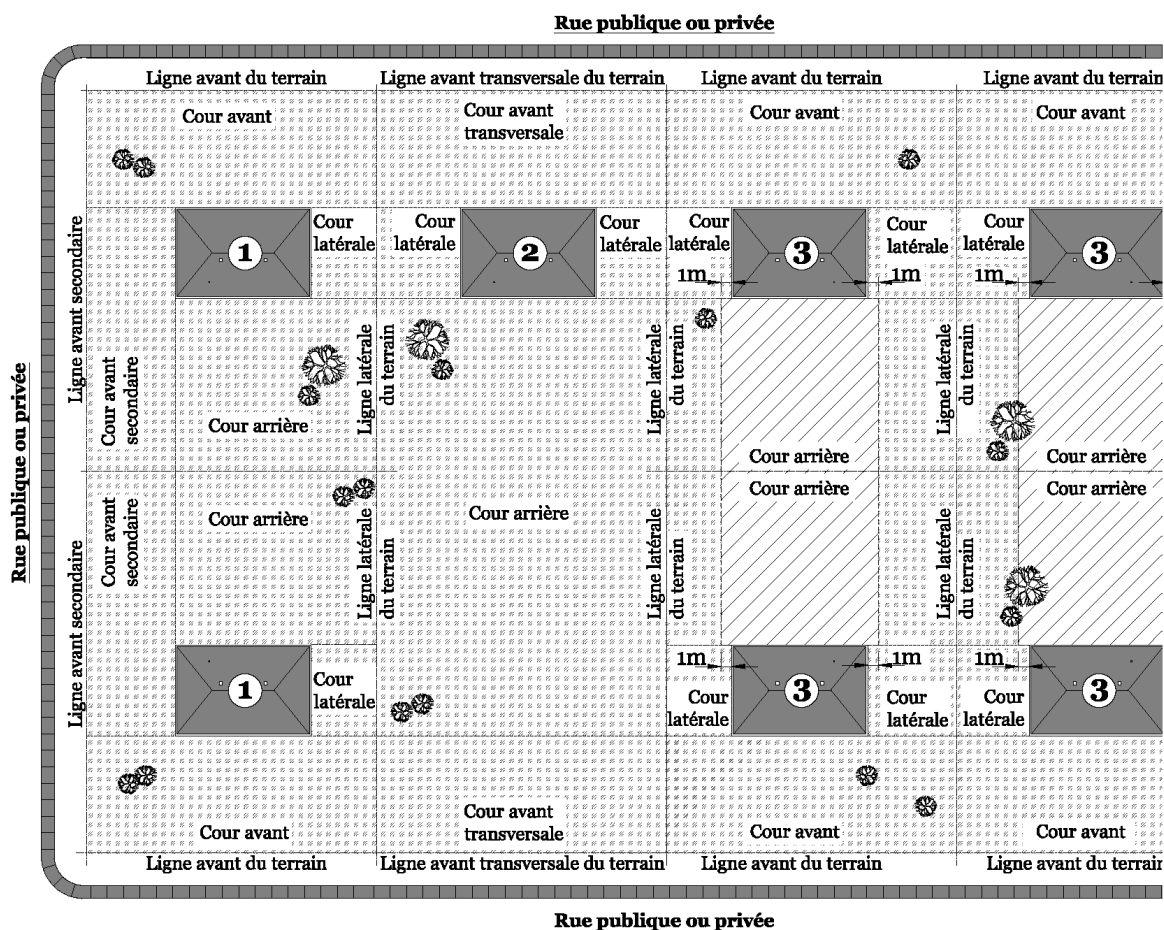 Rue publique ou privée
Ligne avant du terrain
Ligne avant transversale du terrain
Ligne avant du terrain
Ligne avant du terrain
Cour avant
Cour avant
transversale
Cour avant
Cour avant
Ligne avant secondaire
1
Cour
latérale
Cour
latérale
2
Cour
latérale
Cour
latérale
3
Cour
latérale
Cour
latérale
3
1m
1m
1m
Rue publique ou privée
Cour avant
secondaire
Cour arrière
Ligne latérale
du terrain
Ligne latérale
du terrain
Cour arrière
Ligne latérale
du terrain
Cour arrière
Ligne avant secondaire
Cour avant
secondaire
Cour arrière
Ligne latérale
du terrain
Cour arrière
Ligne latérale
du terrain
Cour arrière
Ligne latérale
du terrain
Cour arrière
1
Cour
latérale
1m
1m
1m
Cour
latérale
3
Cour
latérale
Cour
latérale
3
Cour avant
Cour avant
transversale
Cour avant
Cour avant
Ligne avant du terrain
Ligne avant transversale du terrain
Ligne avant du terrain
Ligne avant du terrain
Rue publique ou privée